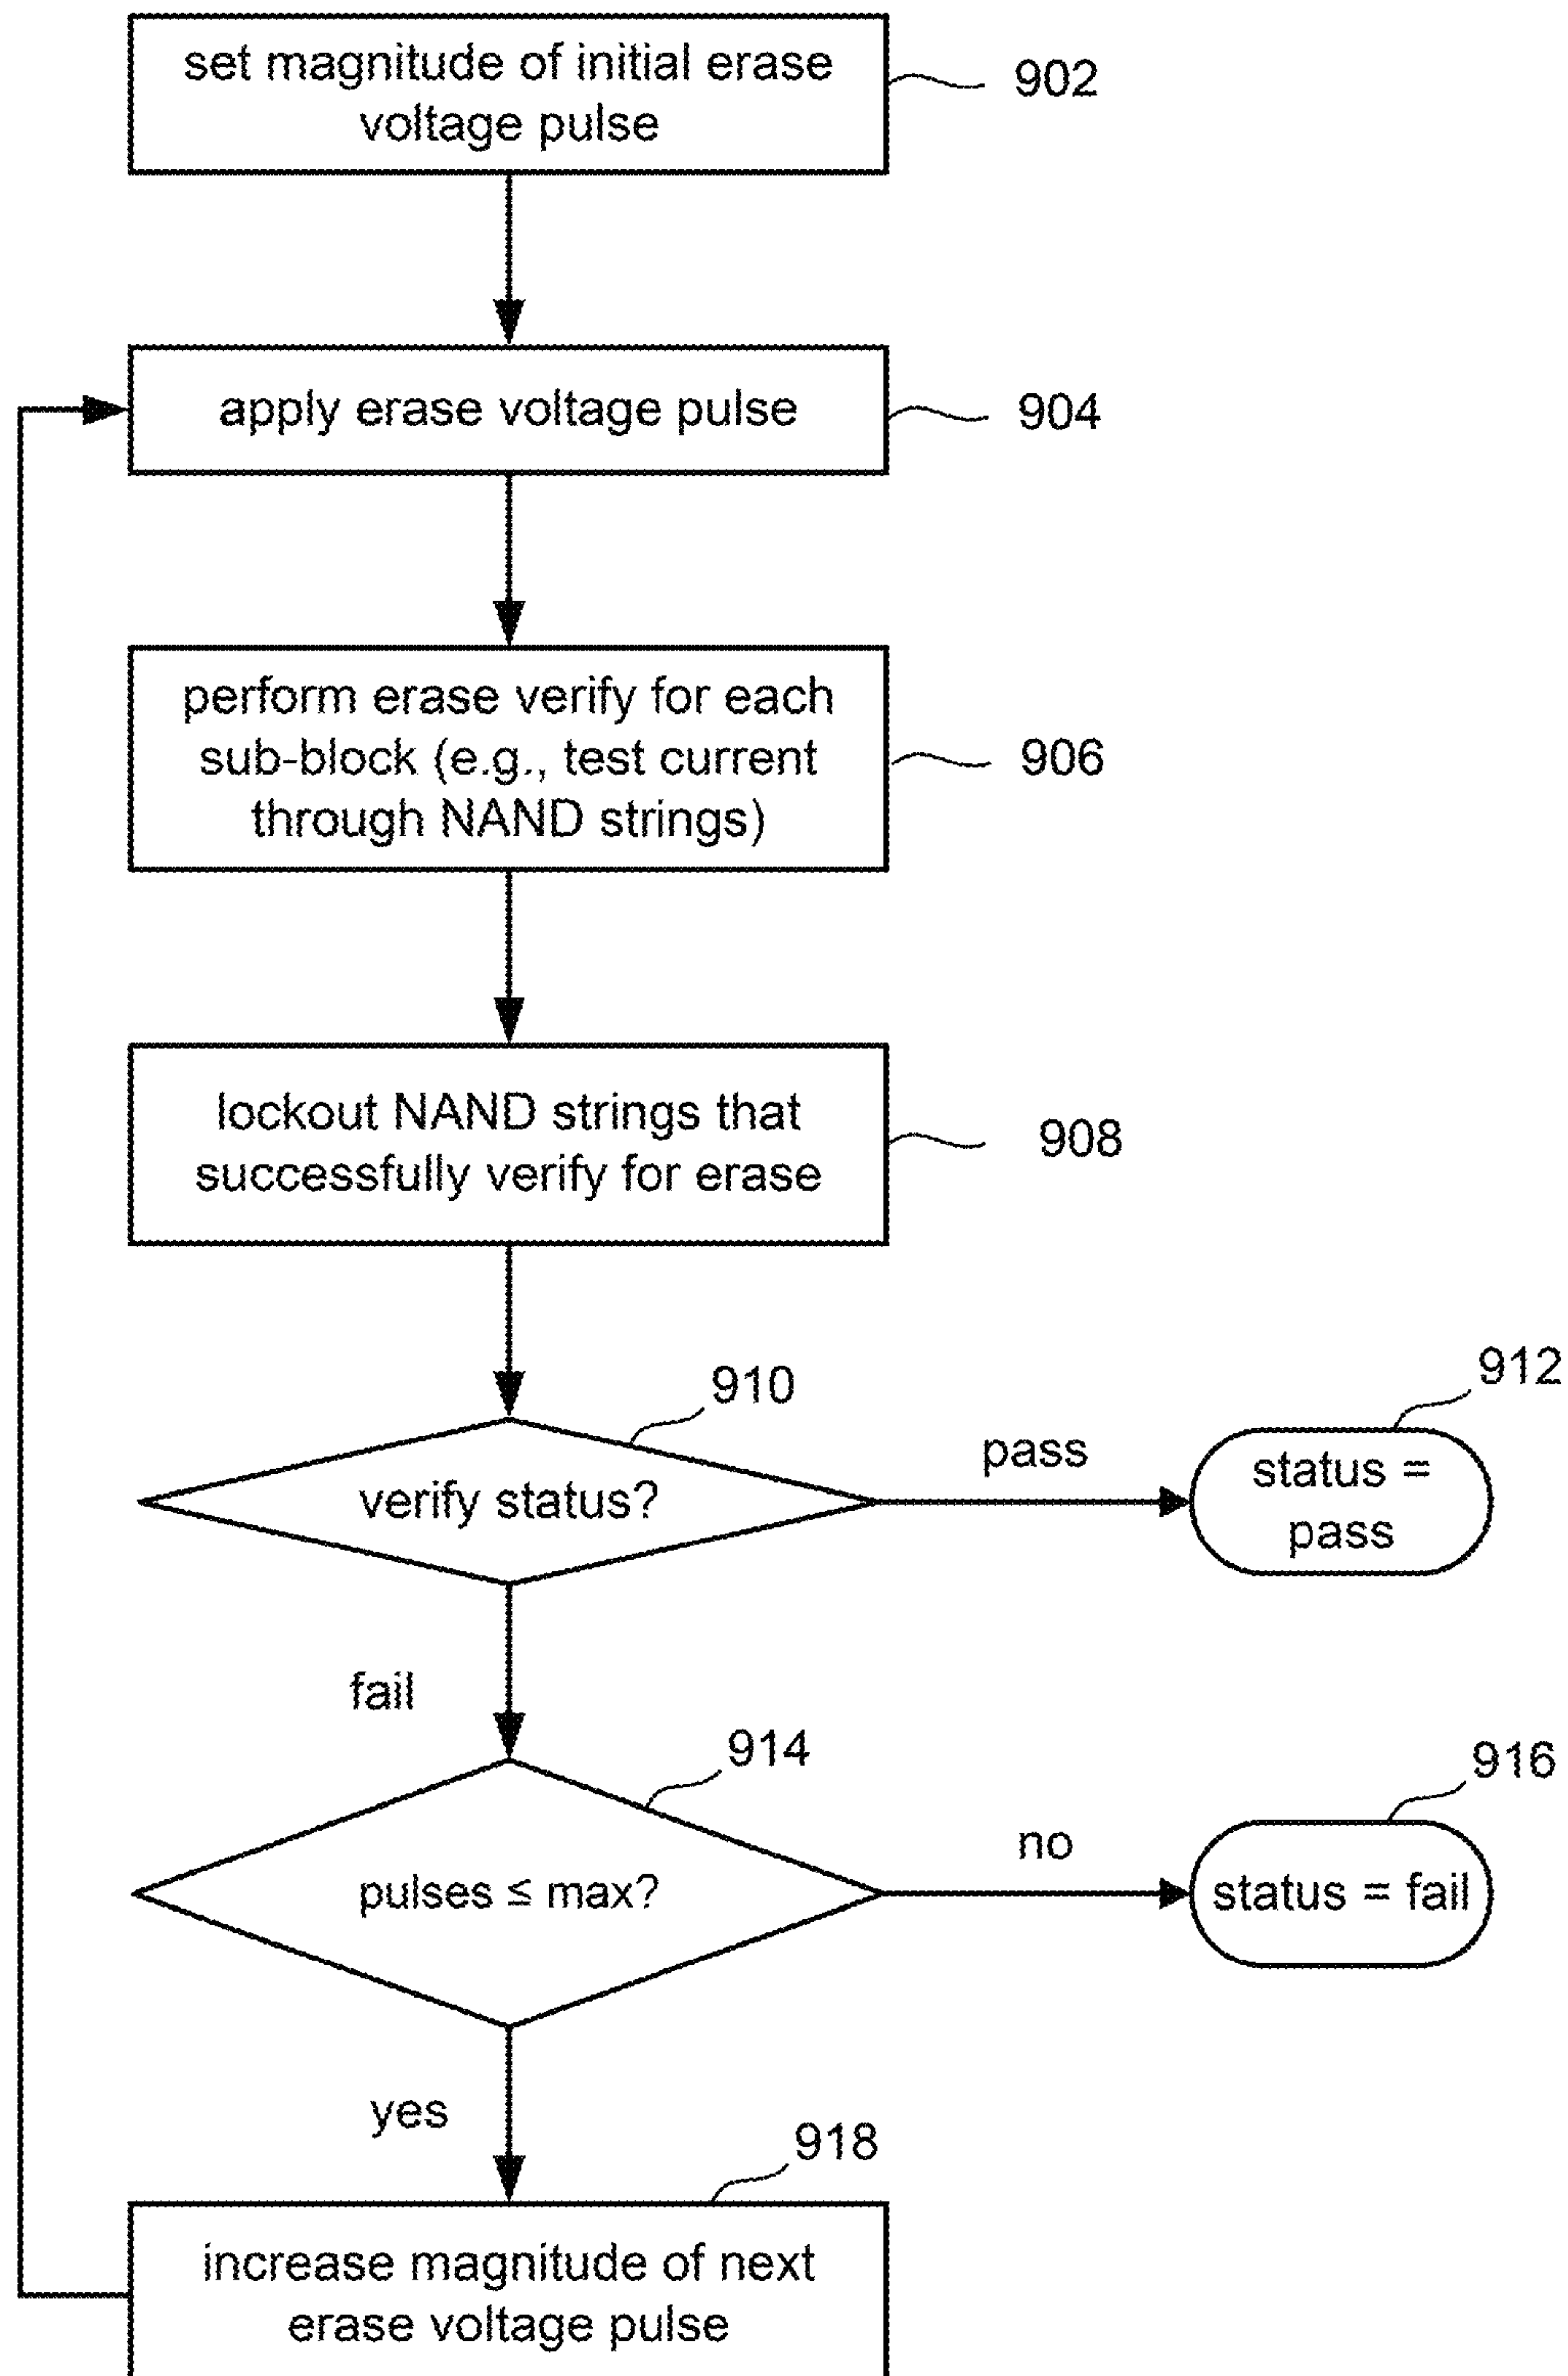 set magnitude of initial erase
voltage pulse
902
apply erase voltage pulse
904
perform erase verify for each
sub-block (e.g., test current
through NAND strings)
906
lockout NAND strings that
successfully verify for erase
908
910
verify status?
pass
912
status =
pass
fail
914
pulses ≤ max?
no
916
status = fail
yes
918
increase magnitude of next
erase voltage pulse